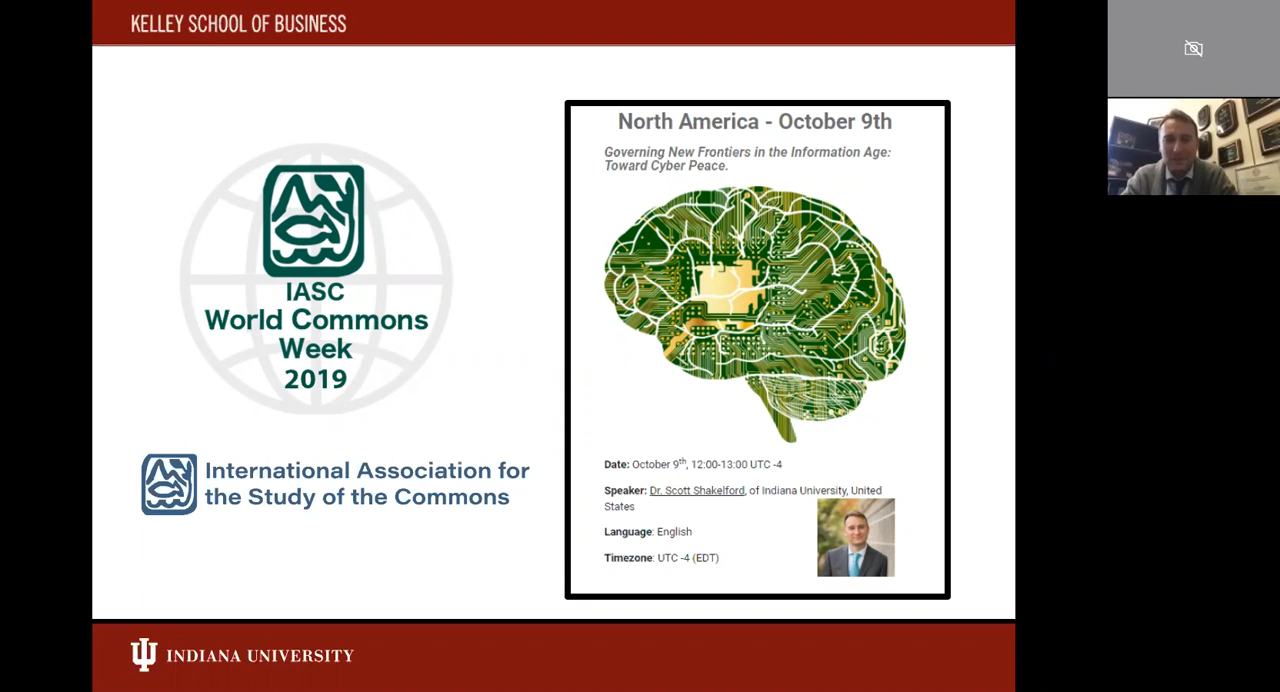 KELLEY SCHOOL OF BUSINESS
IASC
World Commons
Week
2019
International Association for
the Study of the Commons
North America - October 9th
Governing New Frontiers in the Information Age:
Toward Cyber Peace.
Date: October 9th, 12:00-13:00 UTC -4
Speaker: Dr. Scott Shakelford, of Indiana University, United
States
Language: English
Timezone: UTC -4 (EDT)
INDIANA UNIVERSITY